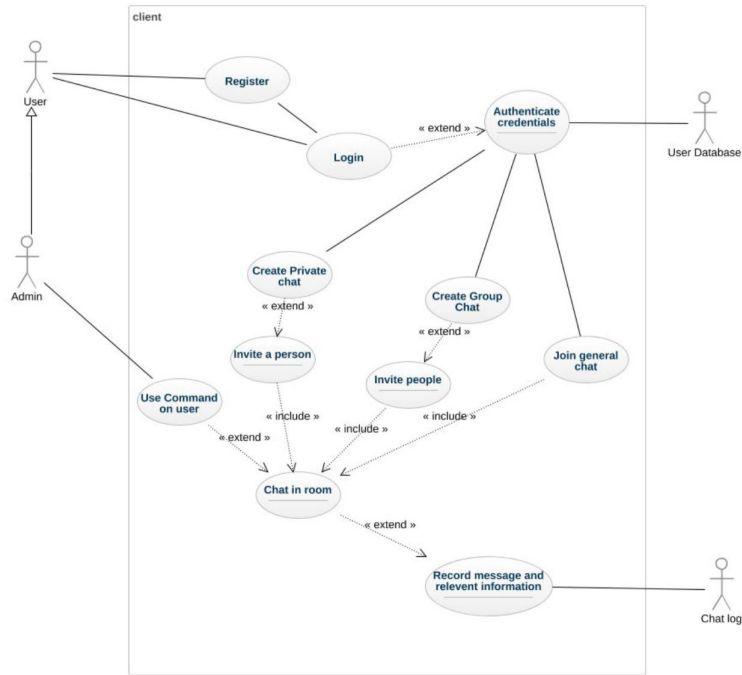 client
User
Register
Login
« extend »
Authenticate
credentials
User Database
Admin
Create Private
chat
« extend »
Create Group
Chat
« extend »
Invite a person
Invite people
Join general
chat
Use Command
on user
« extend »
« include »
« include »
« include »
Chat in room
« extend »
Record message and
relevent information
Chat log